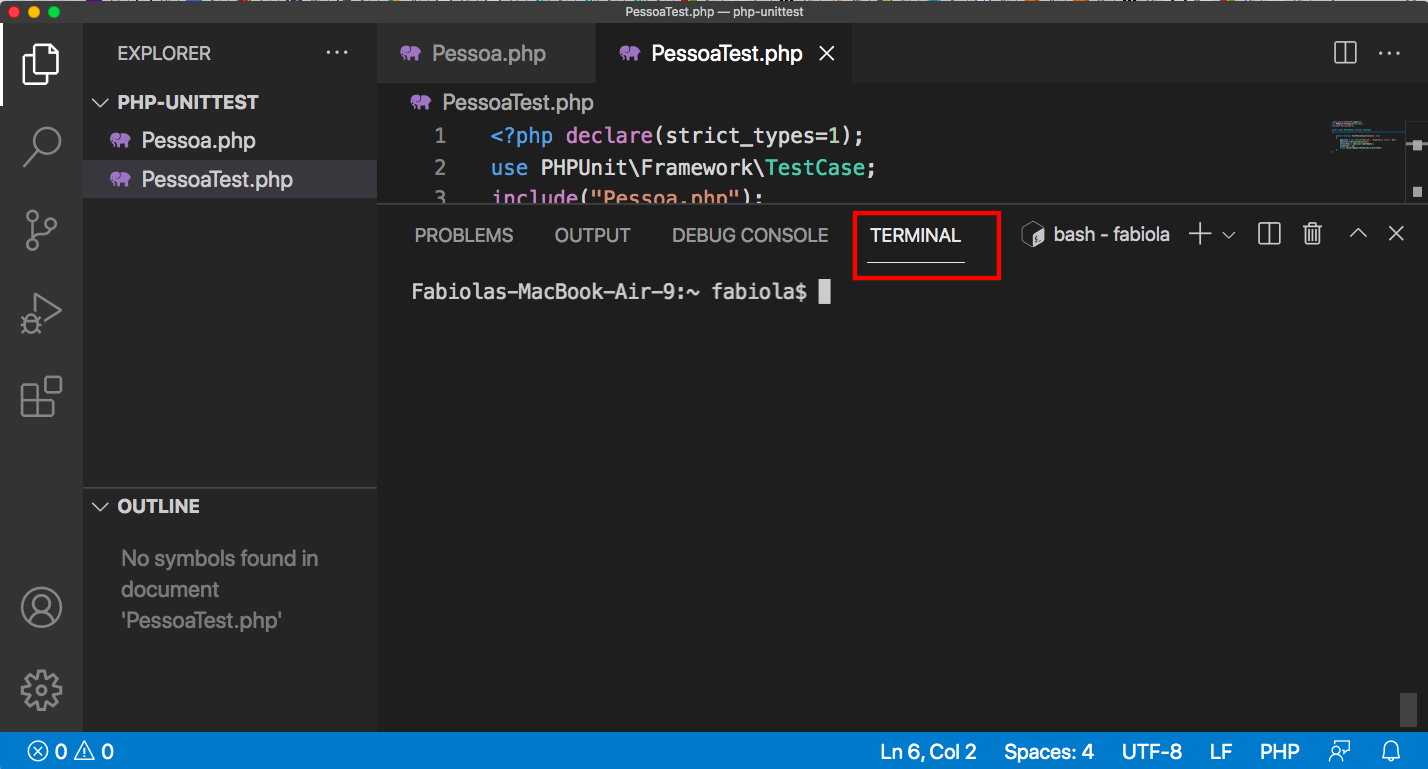 PessoaTest.php — php-unittest
EXPLORER
PHP-UNITTEST
Pessoa.php
PessoaTest.php
OUTLINE
No symbols found in
document
'PessoaTest.php'
Pessoa.php
PessoaTest.php
PessoaTest.php
1 <?php declare(strict_types=1);
2 use PHPUnit\Framework\TestCase;
3 include("Pessoa.php");
PROBLEMS OUTPUT DEBUG CONSOLE TERMINAL bash - fabiola
Fabiolas-MacBook-Air-9:~ fabiola$
0 0 Ln 6, Col 2 Spaces: 4 UTF-8 LF PHP